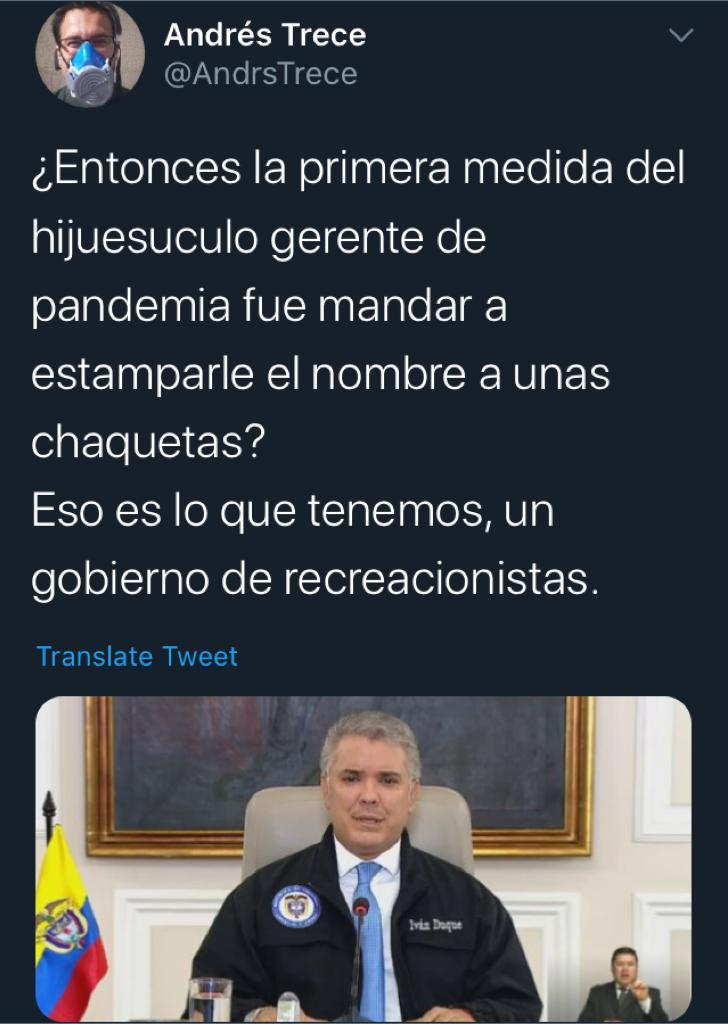 Andrés Trece
@AndrsTrece
¿Entonces la primera medida del
hijuesuculo gerente de
pandemia fue mandar a
estamparle el nombre a unas
chaquetas?
Eso es lo que tenemos, un
gobierno de recreacionistas.
Translate Tweet
Iván Duque